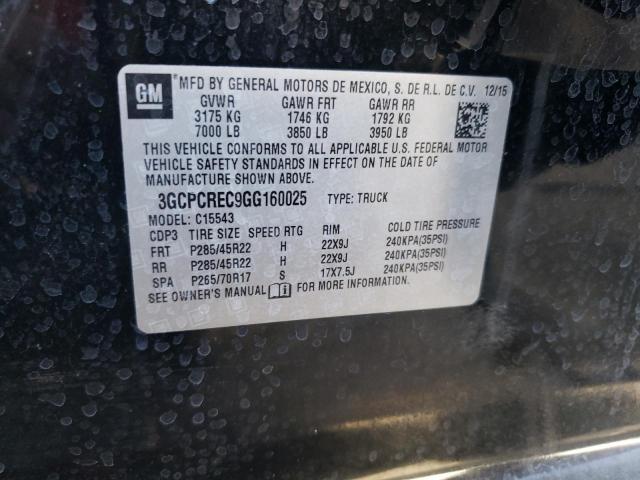 GM *MFD BY GENERAL MOTORS DE MEXICO, S. DE R.L. DE C.V. 12/15
GVWR GAWR FRT GAWR RR
3175 KG 1746 KG 1792 KG
7000 LB 3850 LB 3950 LB
THIS VEHICLE CONFORMS TO ALL APPLICABLE U.S. FEDERAL MOTOR
VEHICLE SAFETY STANDARDS IN EFFECT ON THE DATE OF
MANUFACTURE SHOWN ABOVE.
3GCPCREC9GG160025 TYPE: TRUCK
MODEL: C15543
CDP3 TIRE SIZE SPEED RTG RIM COLD TIRE PRESSURE
FRT P285/45R22 H 22X9J 240KPA(35PSI)
RR P285/45R22 H 22X9J 240KPA(35PSI)
SPA P265/70R17 S 17X7.5J 240KPA(35PSI)
SEE OWNER'S MANUAL FOR MORE INFORMATION.